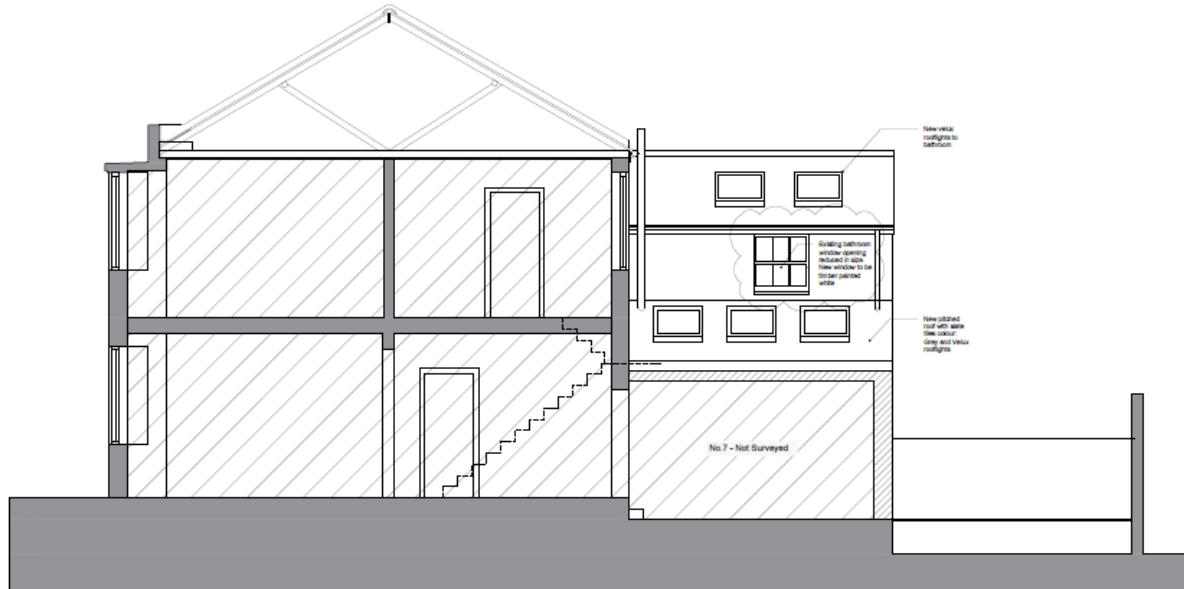 New velux
rooflights to
bathroom
Existing bathroom
window opening
reduced in size.
New window to be
timber painted
white
New pitched
roof with slate
tiles colour:
Grey and Velux
rooflights
No.7 - Not Surveyed